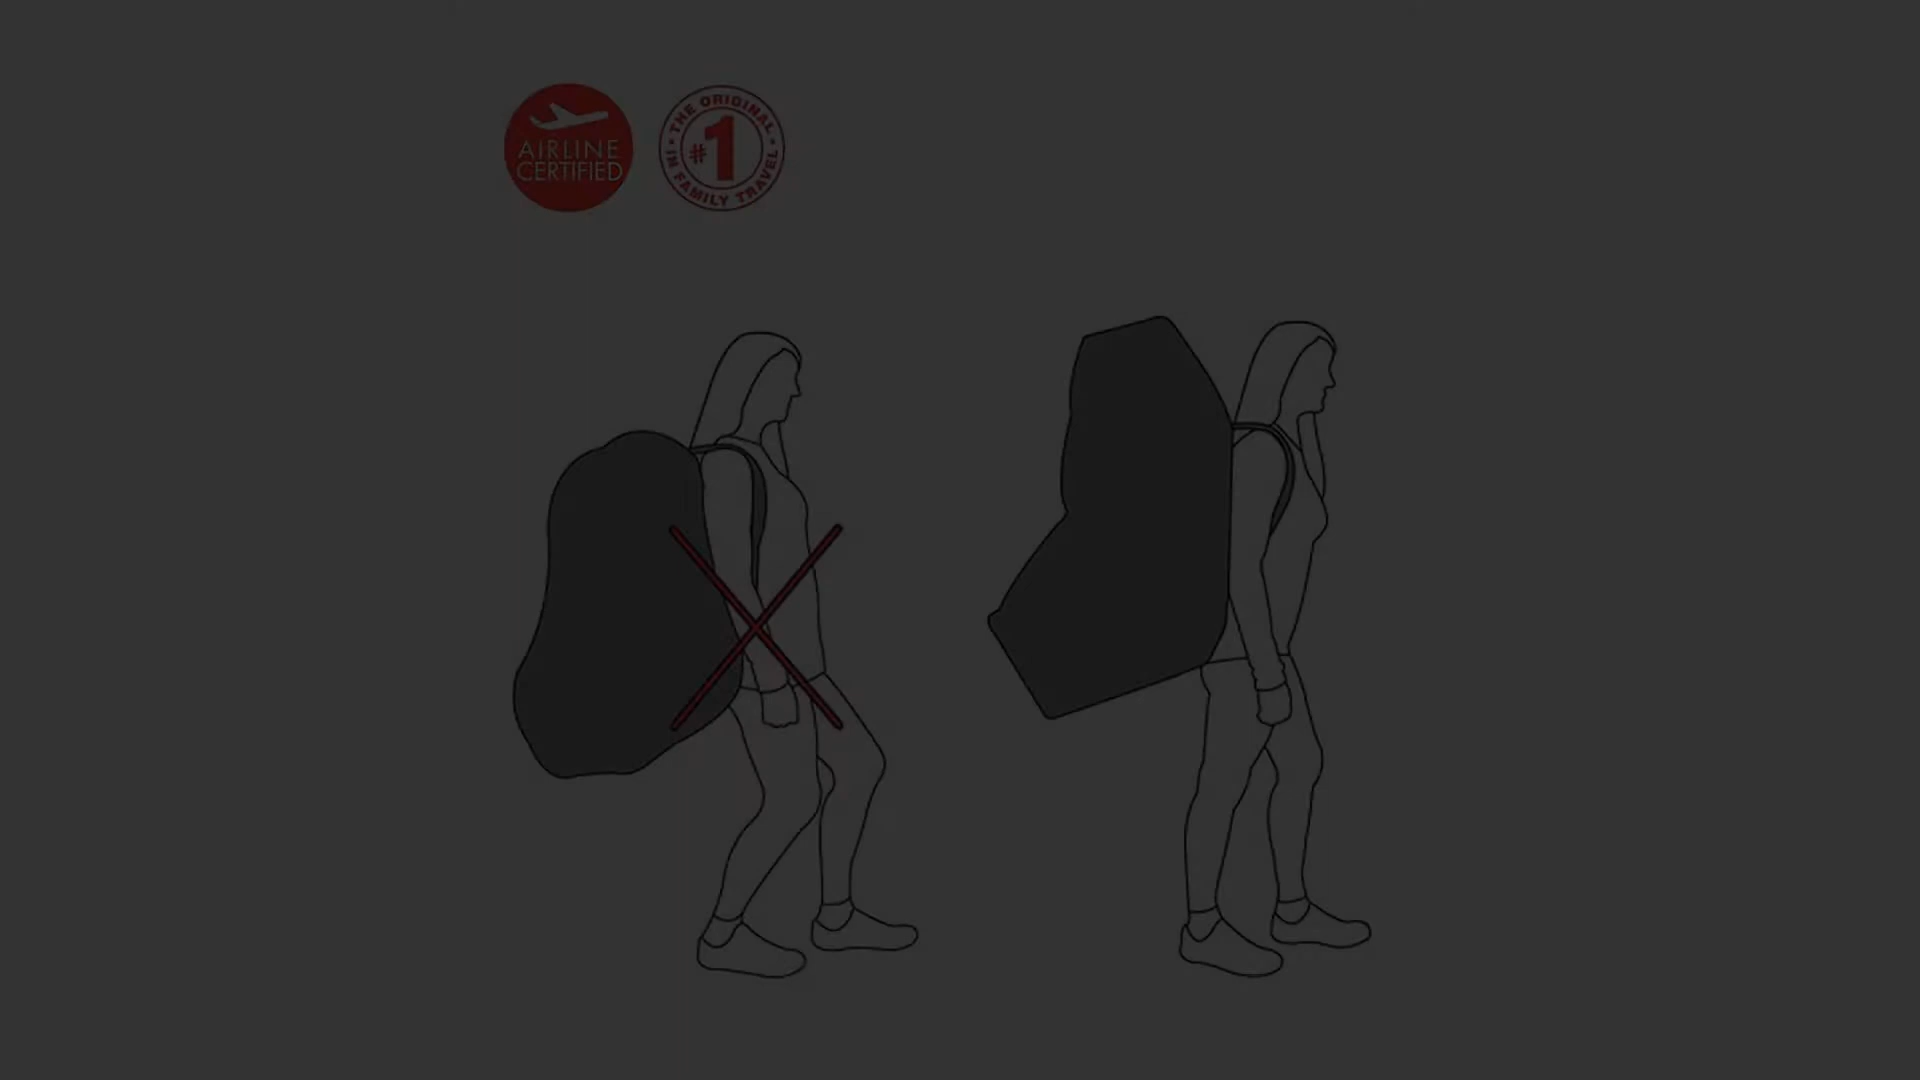 AIRLINE
CERTIFIED
THE ORIGINAL
#1
IN FAMILY TRAVEL